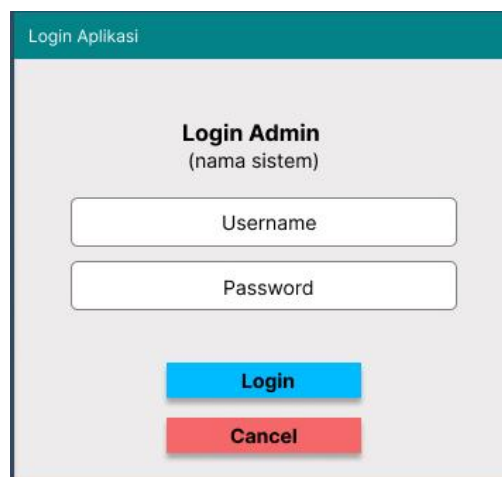 Login Aplikasi
Login Admin
(nama sistem)
Username
Password
Login
Cancel